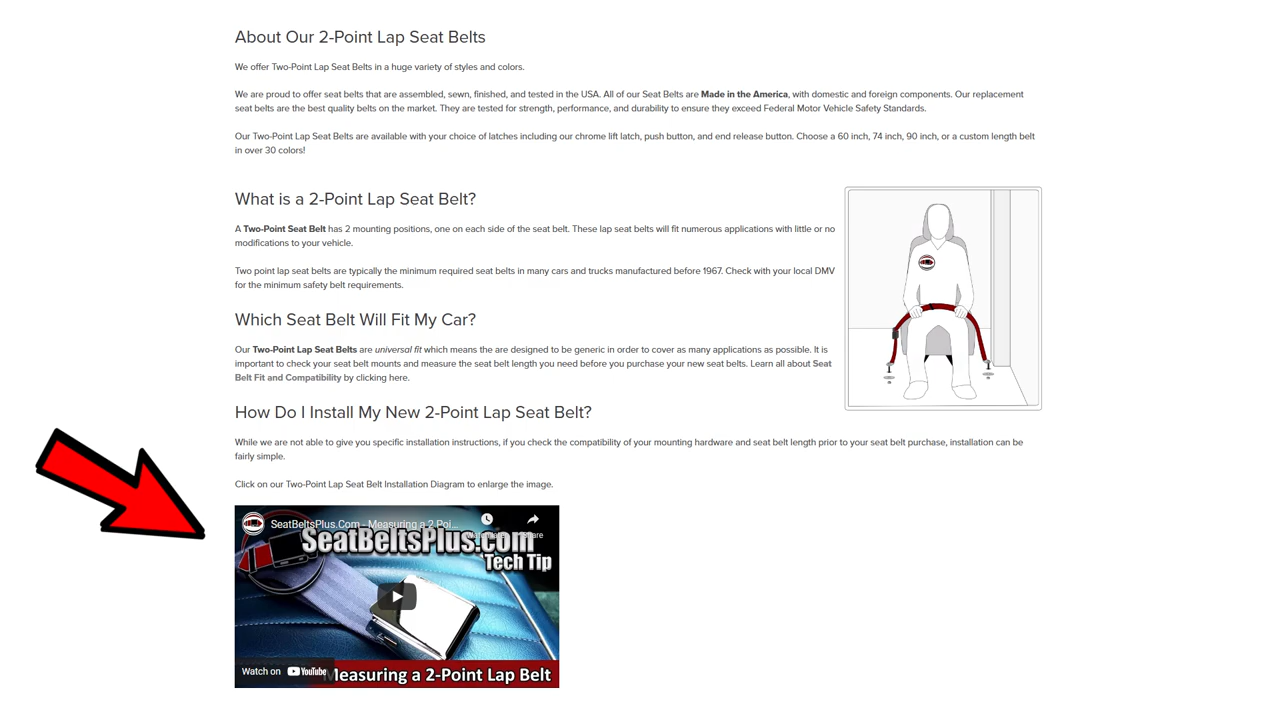 About Our 2-Point Lap Seat Belts
We offer Two-Point Lap Seat Belts in a huge variety of styles and colors.
We are proud to offer seat belts that are assembled, sewn, finished, and tested in the USA. All of our Seat Belts are Made in the America, with domestic and foreign components. Our replacement
seat belts are the best quality belts on the market. They are tested for strength, performance, and durability to ensure they exceed Federal Motor Vehicle Safety Standards.
Our Two-Point Lap Seat Belts are available with your choice of latches including our chrome lift latch, push button, and end release button. Choose a 60 inch, 74 inch, 90 inch, or a custom length belt
in over 30 colors!
What is a 2-Point Lap Seat Belt?
A Two-Point Seat Belt has 2 mounting positions, one on each side of the seat belt. These lap seat belts will fit numerous applications with little or no
modifications to your vehicle.
Two point lap seat belts are typically the minimum required seat belts in many cars and trucks manufactured before 1967. Check with your local DMV
for the minimum safety belt requirements.
Which Seat Belt Will Fit My Car?
Our Two-Point Lap Seat Belts are universal fit which means the are designed to be generic in order to cover as many applications as possible. It is
important to check your seat belt mounts and measure the seat belt length you need before you purchase your new seat belts. Learn all about Seat
Belt Fit and Compatibility by clicking here.
How Do I Install My New 2-Point Lap Seat Belt?
While we are not able to give you specific installation instructions, if you check the compatibility of your mounting hardware and seat belt length prior to your seat belt purchase, installation can be
fairly simple.
Click on our Two-Point Lap Seat Belt Installation Diagram to enlarge the image.
SeatBeltsPlus.Com - Measuring a 2 Poi...
SeatBeltsPlus.com
Tech Tip
Watch on YouTube
Measuring a 2-Point Lap Belt